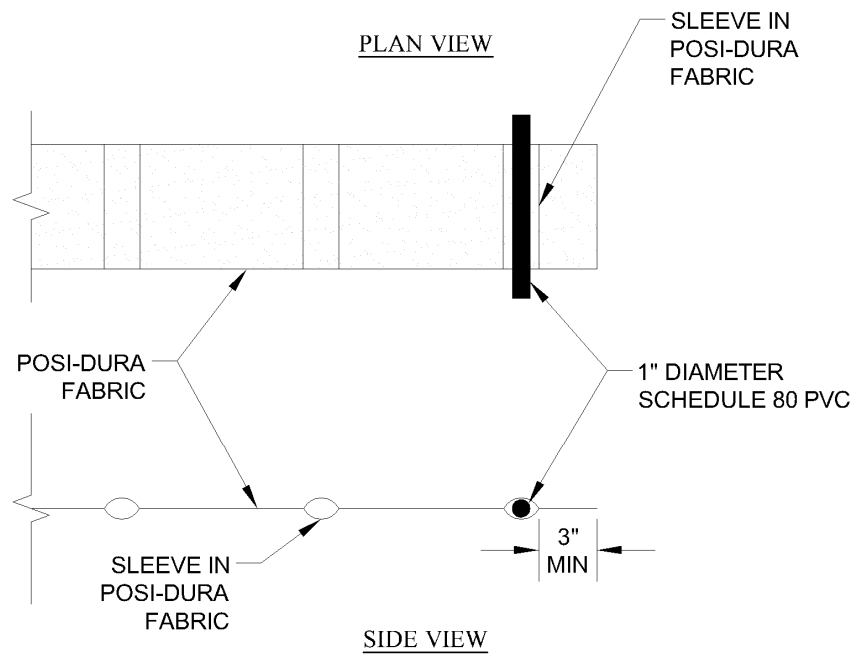 PLAN VIEW
SLEEVE IN
POSI-DURA
FABRIC
POSI-DURA
FABRIC
1" DIAMETER
SCHEDULE 80 PVC
3"
MIN
SLEEVE IN
POSI-DURA
FABRIC
SIDE VIEW